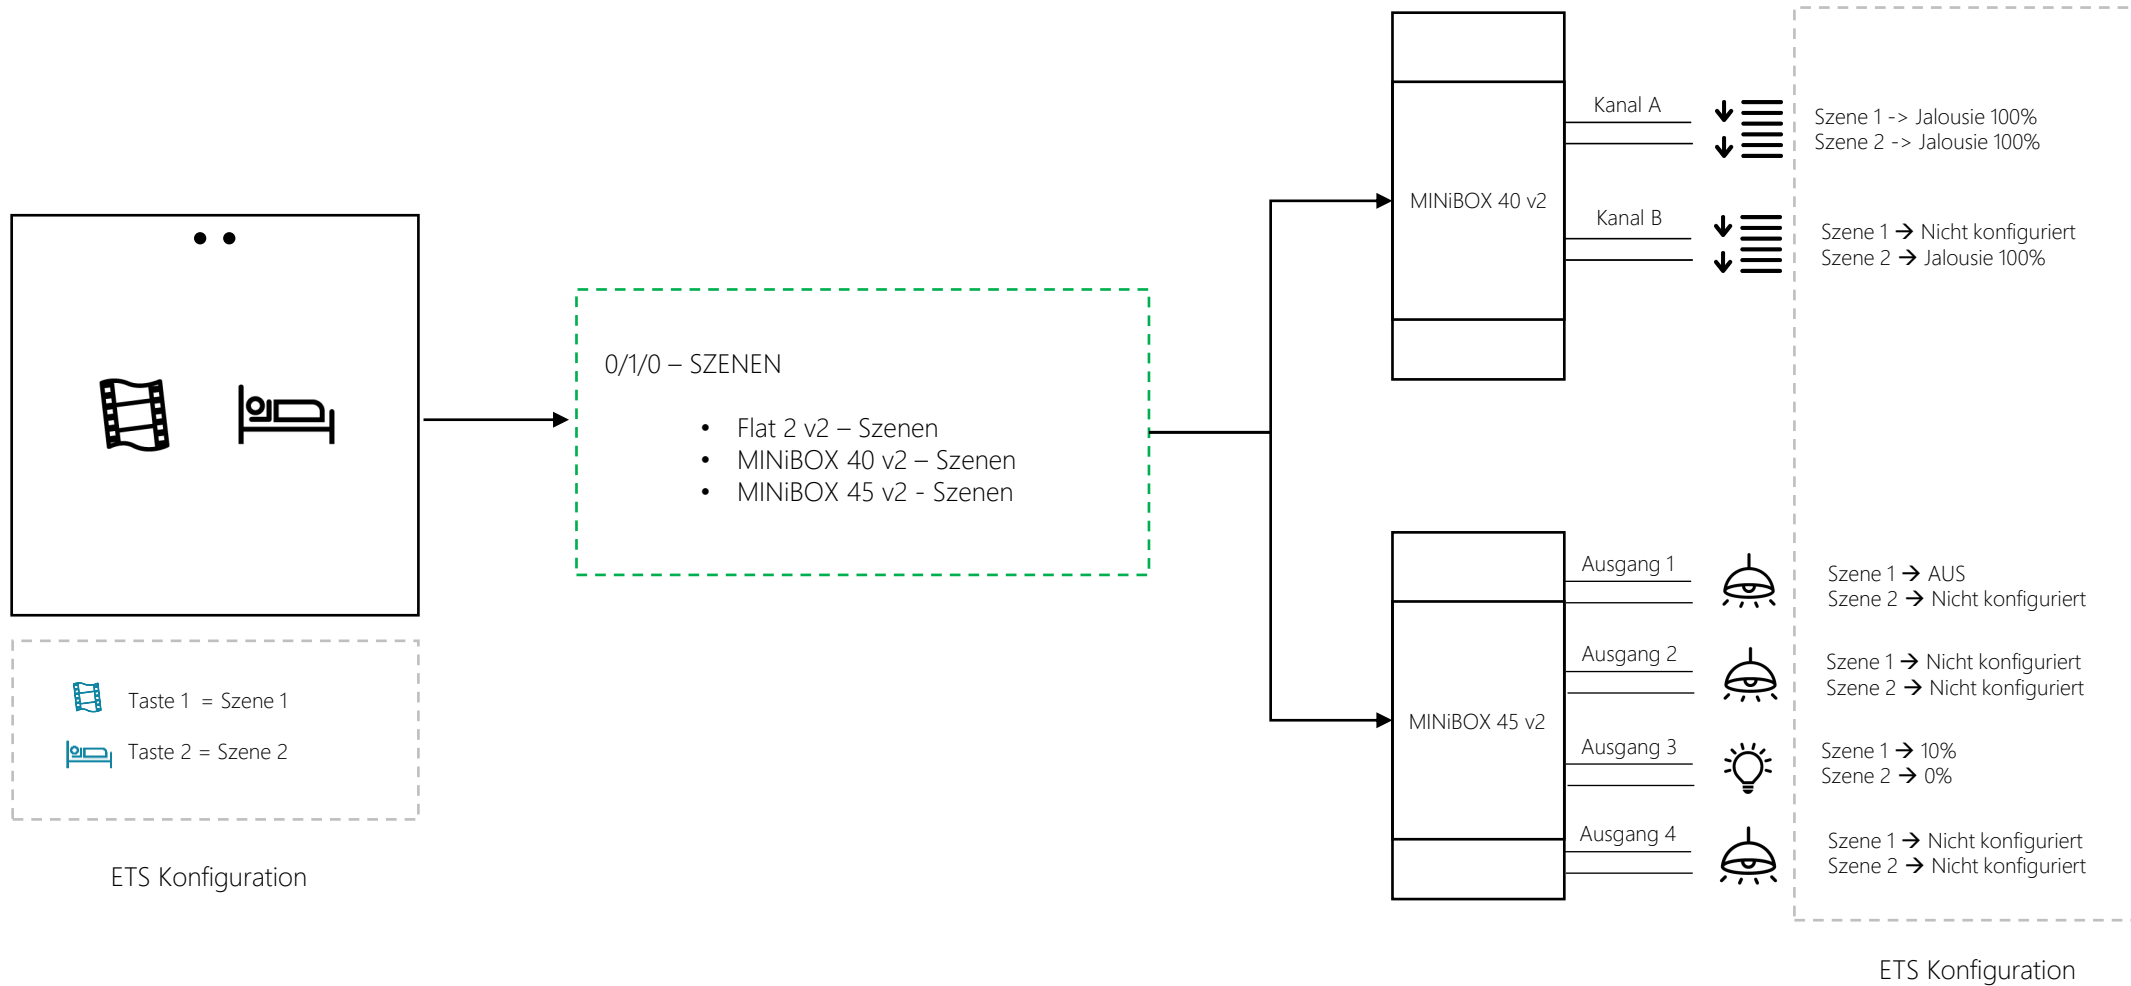 Taste 1 = Szene 1
Taste 2 = Szene 2
ETS Konfiguration
0/1/0 – SZENEN
• Flat 2 v2 – Szenen
• MINiBOX 40 v2 – Szenen
• MINiBOX 45 v2 - Szenen
MINiBOX 40 v2
Kanal A
Szene 1 -> Jalousie 100%
Szene 2 -> Jalousie 100%
Kanal B
Szene 1 → Nicht konfiguriert
Szene 2 → Jalousie 100%
MINiBOX 45 v2
Ausgang 1
Szene 1 → AUS
Szene 2 → Nicht konfiguriert
Ausgang 2
Szene 1 → Nicht konfiguriert
Szene 2 → Nicht konfiguriert
Ausgang 3
Szene 1 → 10%
Szene 2 → 0%
Ausgang 4
Szene 1 → Nicht konfiguriert
Szene 2 → Nicht konfiguriert
ETS Konfiguration